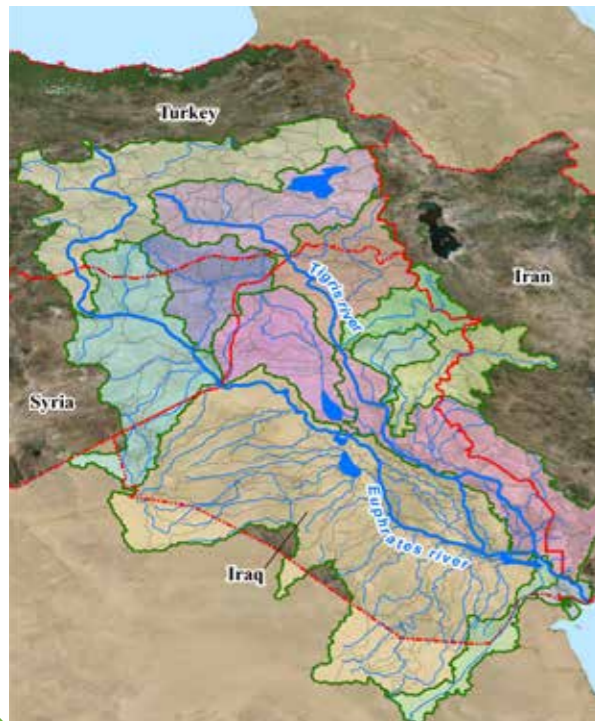 Turkey
Tigris river
Iran
Syria
Euphrates river
Iraq